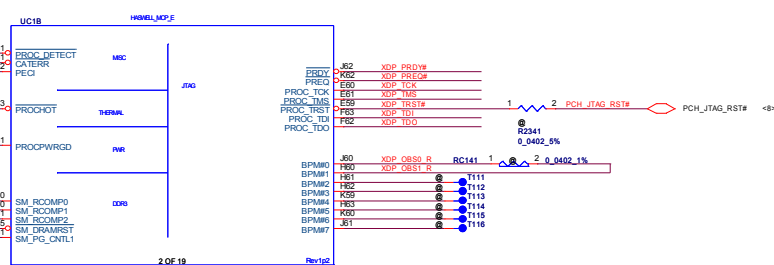 UC1B
HASWELL_MCP_E
PROC_DETECT
CATERR
PECI
PROCHOT
PROCPWRGD
SM_RCOMP0
SM_RCOMP1
SM_RCOMP2
SM_DRAMRST
SM_PG_CNTL1
MISC
THERMAL
PWR
DDR3
JTAG
PRDY J62 XDP_PRDY#
PREQ K62 XDP_PREQ#
PROC_TCK E60 XDP_TCK
PROC_TMS E61 XDP_TMS
PROC_TRST E59 XDP_TRST# 1 2 PCH_JTAG_RST# PCH_JTAG_RST# <8>
PROC_TDI F63 XDP_TDI
PROC_TDO F62 XDP_TDO
@
R2341
0_0402_5%
BPM#0 J60 XDP_OBS0_R RC141 1 @ 2 0_0402_1%
BPM#1 H60 XDP_OBS1_R
BPM#2 H61 @ T111
BPM#3 H62 @ T112
BPM#4 K59 @ T113
BPM#5 H63 @ T114
BPM#6 K60 @ T115
BPM#7 J61 @ T116
2 OF 19
Rev1p2